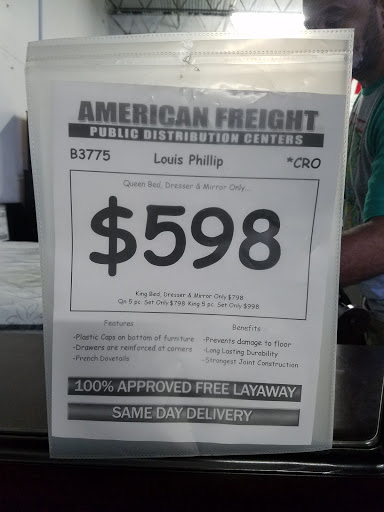 AMERICAN FREIGHT
PUBLIC DISTRIBUTION CENTERS
B3775 Louis Phillip *CRO
Queen Bed, Dresser & Mirror Only...
$598
King Bed, Dresser & Mirror Only $798
Qn 5 pc. Set Only $798 King 5 pc. Set Only $998
Features Benefits
-Plastic Caps on bottom of furniture -Prevents damage to floor
-Drawers are reinforced at corners -Long Lasting Durability
-French Dovetails -Strongest Joint Construction
100% APPROVED FREE LAYAWAY
SAME DAY DELIVERY